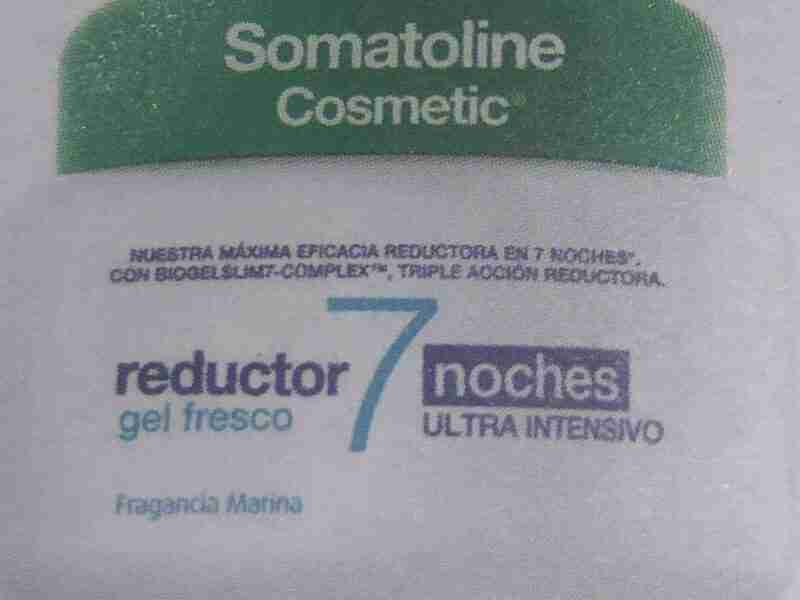 Somatoline
Cosmetic®
NUESTRA MÁXIMA EFICACIA REDUCTORA EN 7 NOCHES*,
CON BIOGELSLIM7-COMPLEX™, TRIPLE ACCIÓN REDUCTORA.
reductor 7 noches
gel fresco ULTRA INTENSIVO
Fragancia Marina